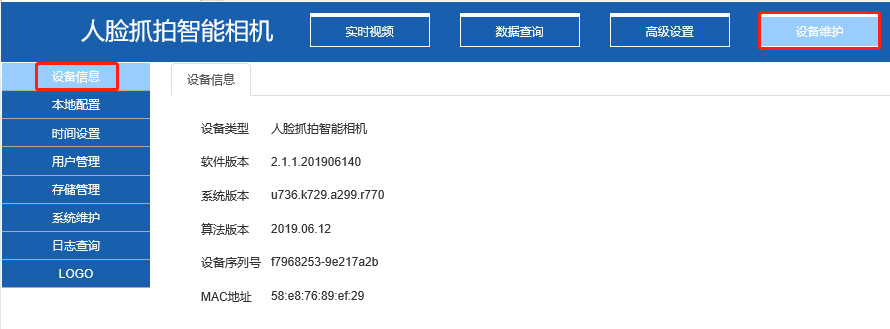 人脸抓拍智能相机 实时视频 数据查询 高级设置 设备维护
设备信息
本地配置
时间设置
用户管理
存储管理
系统维护
日志查询
LOGO
设备信息
设备类型 人脸抓拍智能相机
软件版本 2.1.1.201906140
系统版本 u736.k729.a299.r770
算法版本 2019.06.12
设备序列号 f7968253-9e217a2b
MAC地址 58:e8:76:89:ef:29